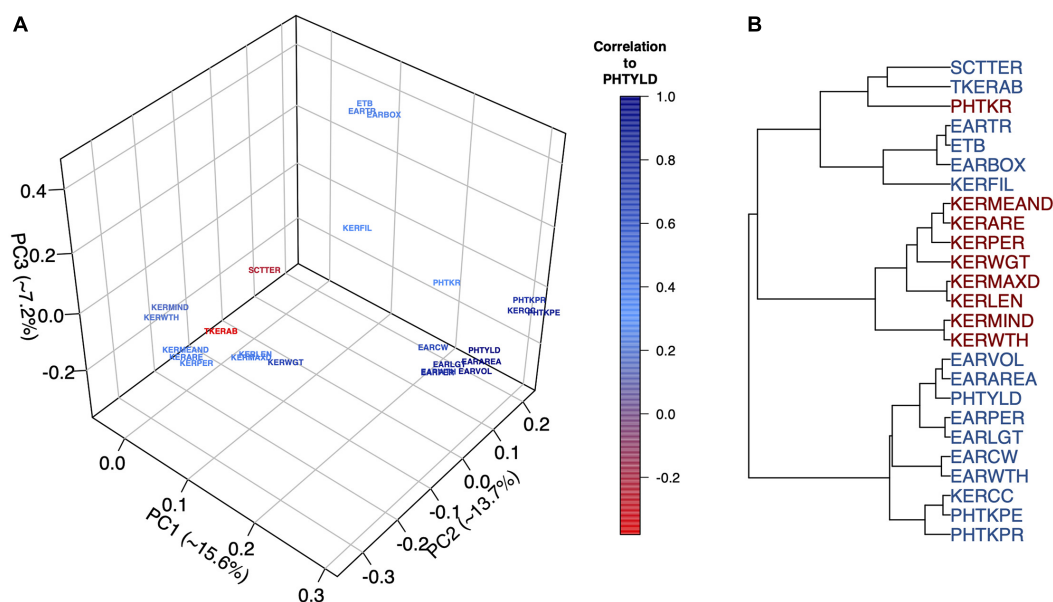 A
B
Correlation
to
PHTYLD
1.0
0.8
0.6
0.4
0.2
0.0
-0.2
0.4
0.2
0.0
-0.2
PC3 (~7.2%)
0.0
0.1
0.2
0.3
PC1 (~15.6%)
-0.3
-0.2
-0.1
0.0
0.1
0.2
PC2 (~13.7%)
ETB
EARTR
EARBOX
KERFIL
SCTTER
PHTKR
PHTKPR
PHTKPE
KERMIND
KERWTH
TKERAB
KERMEAND
KERARE
KERPER
KERLEN
KERMAXD
KERWGT
EARCW
PHTYLD
EARAREA
EARLGT
EARVOL
SCTTER
TKERAB
PHTKR
EARTR
ETB
EARBOX
KERFIL
KERMEAND
KERARE
KERPER
KERWGT
KERMAXD
KERLEN
KERMIND
KERWTH
EARVOL
EARAREA
PHTYLD
EARPER
EARLGT
EARCW
EARWTH
KERCC
PHTKPE
PHTKPR